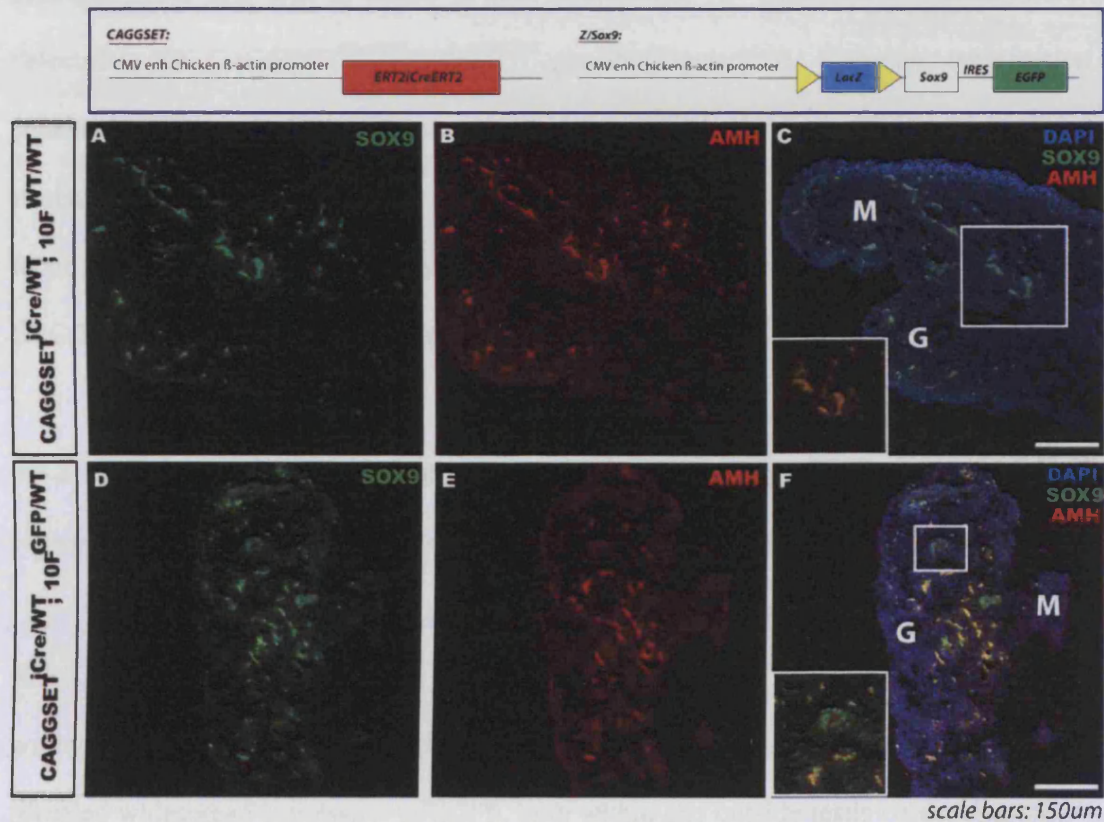 CAGGSET:
CMV enh Chicken ß-actin promoter
ERT2iCreERT2
Z/Sox9:
CMV enh Chicken ß-actin promoter
LacZ
Sox9
IRES
EGFP
CAGGSET iCre/WT; 10F WT/WT
A
SOX9
B
AMH
C
DAPI
SOX9
AMH
M
G
CAGGSET iCre/WT; 10F GFP/WT
D
SOX9
E
AMH
F
DAPI
SOX9
AMH
G
M
scale bars: 150um